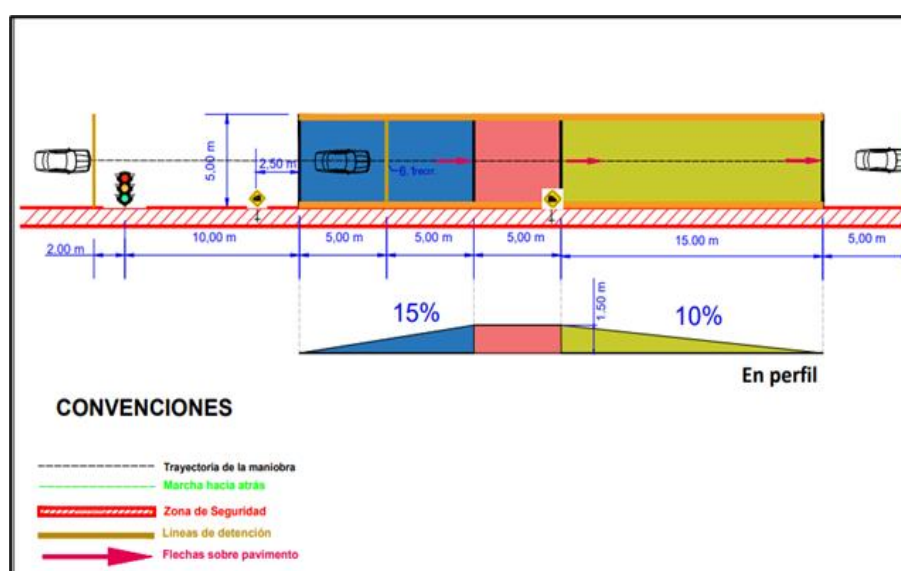 5,00 m
2,50 m
6.1recrr.
2.00 m
10,00 m
5,00 m
5,00 m
5,00 m
15.00 m
5,00 m
15%
1.50 m
10%
En perfil
CONVENCIONES
Trayectoria de la maniobra
Marcha hacia atrás
Zona de Seguridad
Líneas de detención
Flechas sobre pavimento